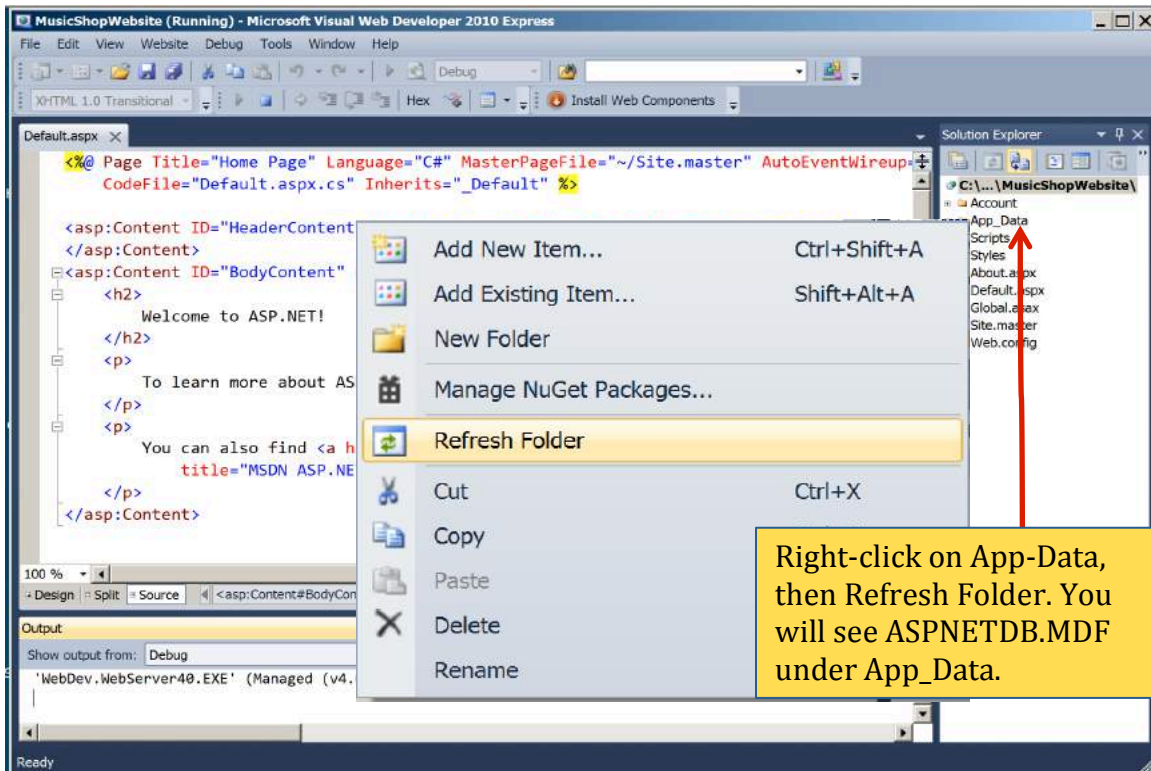 MusicShopWebsite (Running) - Microsoft Visual Web Developer 2010 Express
File Edit View Website Debug Tools Window Help
Debug
XHTML 1.0 Transitional Hex Install Web Components
Default.aspx
<%@ Page Title="Home Page" Language="C#" MasterPageFile="~/Site.master" AutoEventWireup=
CodeFile="Default.aspx.cs" Inherits="_Default" %>
<asp:Content ID="HeaderContent
</asp:Content>
<asp:Content ID="BodyContent"
<h2>
Welcome to ASP.NET!
</h2>
<p>
To learn more about AS
</p>
<p>
You can also find <a h
title="MSDN ASP.NE
</p>
</asp:Content>
100 %
Design Split Source <asp:Content#BodyCon
Output
Show output from: Debug
'WebDev.WebServer40.EXE' (Managed (v4.
Ready
Add New Item... Ctrl+Shift+A
Add Existing Item... Shift+Alt+A
New Folder
Manage NuGet Packages...
Refresh Folder
Cut Ctrl+X
Copy
Paste
Delete
Rename
Solution Explorer
C:\...\MusicShopWebsite\
Account
App_Data
Scripts
Styles
About.aspx
Default.aspx
Global.asax
Site.master
Web.config
Right-click on App-Data,
then Refresh Folder. You
will see ASPNETDB.MDF
under App_Data.